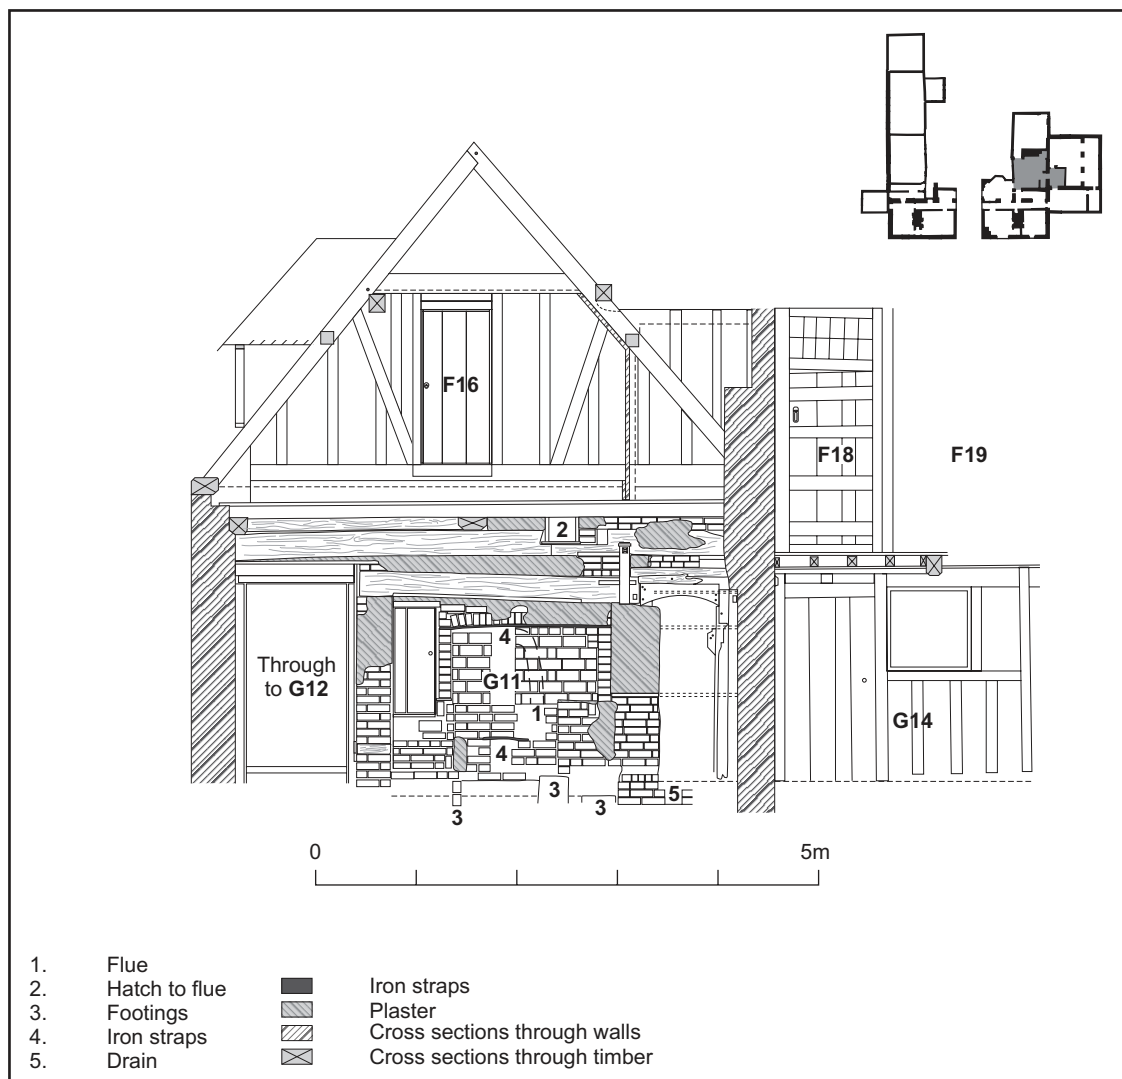 F16
F18
F19
2
Through
to G12
4
G11
1
G14
4
3
3
5
3
0
5m
1. Flue
2. Hatch to flue
3. Footings
4. Iron straps
5. Drain
Iron straps
Plaster
Cross sections through walls
Cross sections through timber